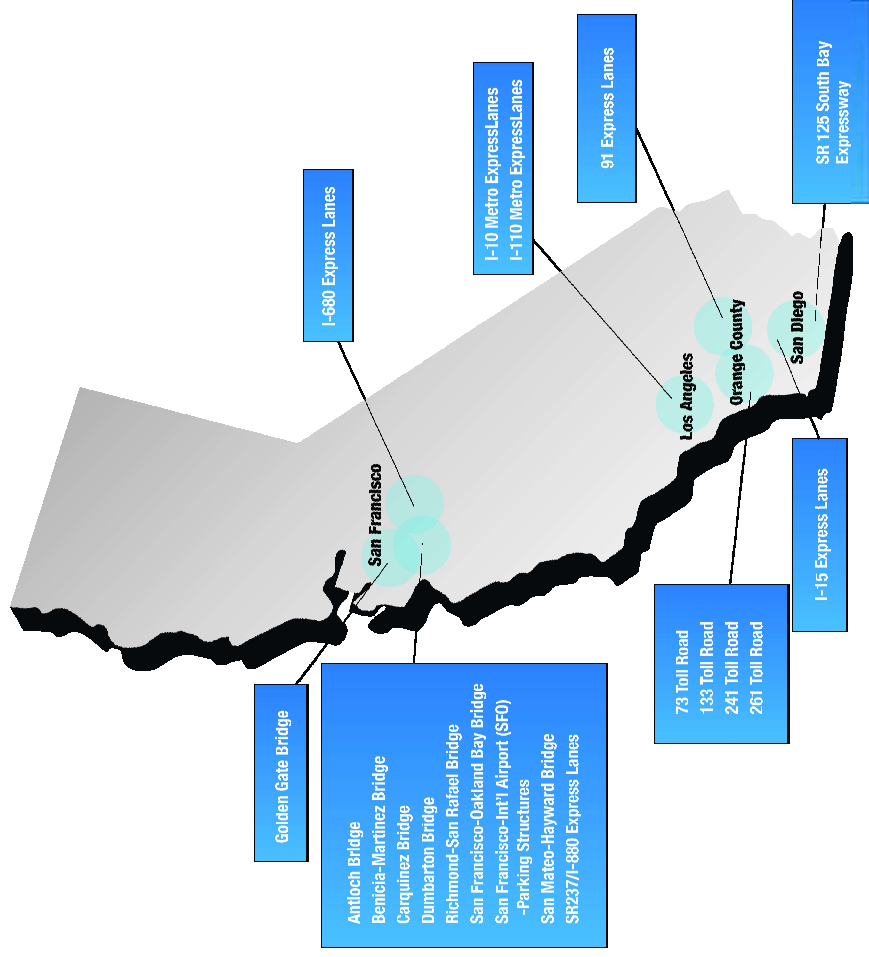 Golden Gate Bridge
Antioch Bridge
Benicia-Martinez Bridge
Carquinez Bridge
Dumbarton Bridge
Richmond-San Rafael Bridge
San Francisco-Oakland Bay Bridge
San Francisco-Int'l Airport (SFO)
-Parking Structures
San Mateo-Hayward Bridge
SR237/I-880 Express Lanes
San Francisco
I-680 Express Lanes
I-10 Metro ExpressLanes
I-110 Metro ExpressLanes
91 Express Lanes
Los Angeles
Orange County
San Diego
73 Toll Road
133 Toll Road
241 Toll Road
261 Toll Road
I-15 Express Lanes
SR 125 South Bay
Expressway